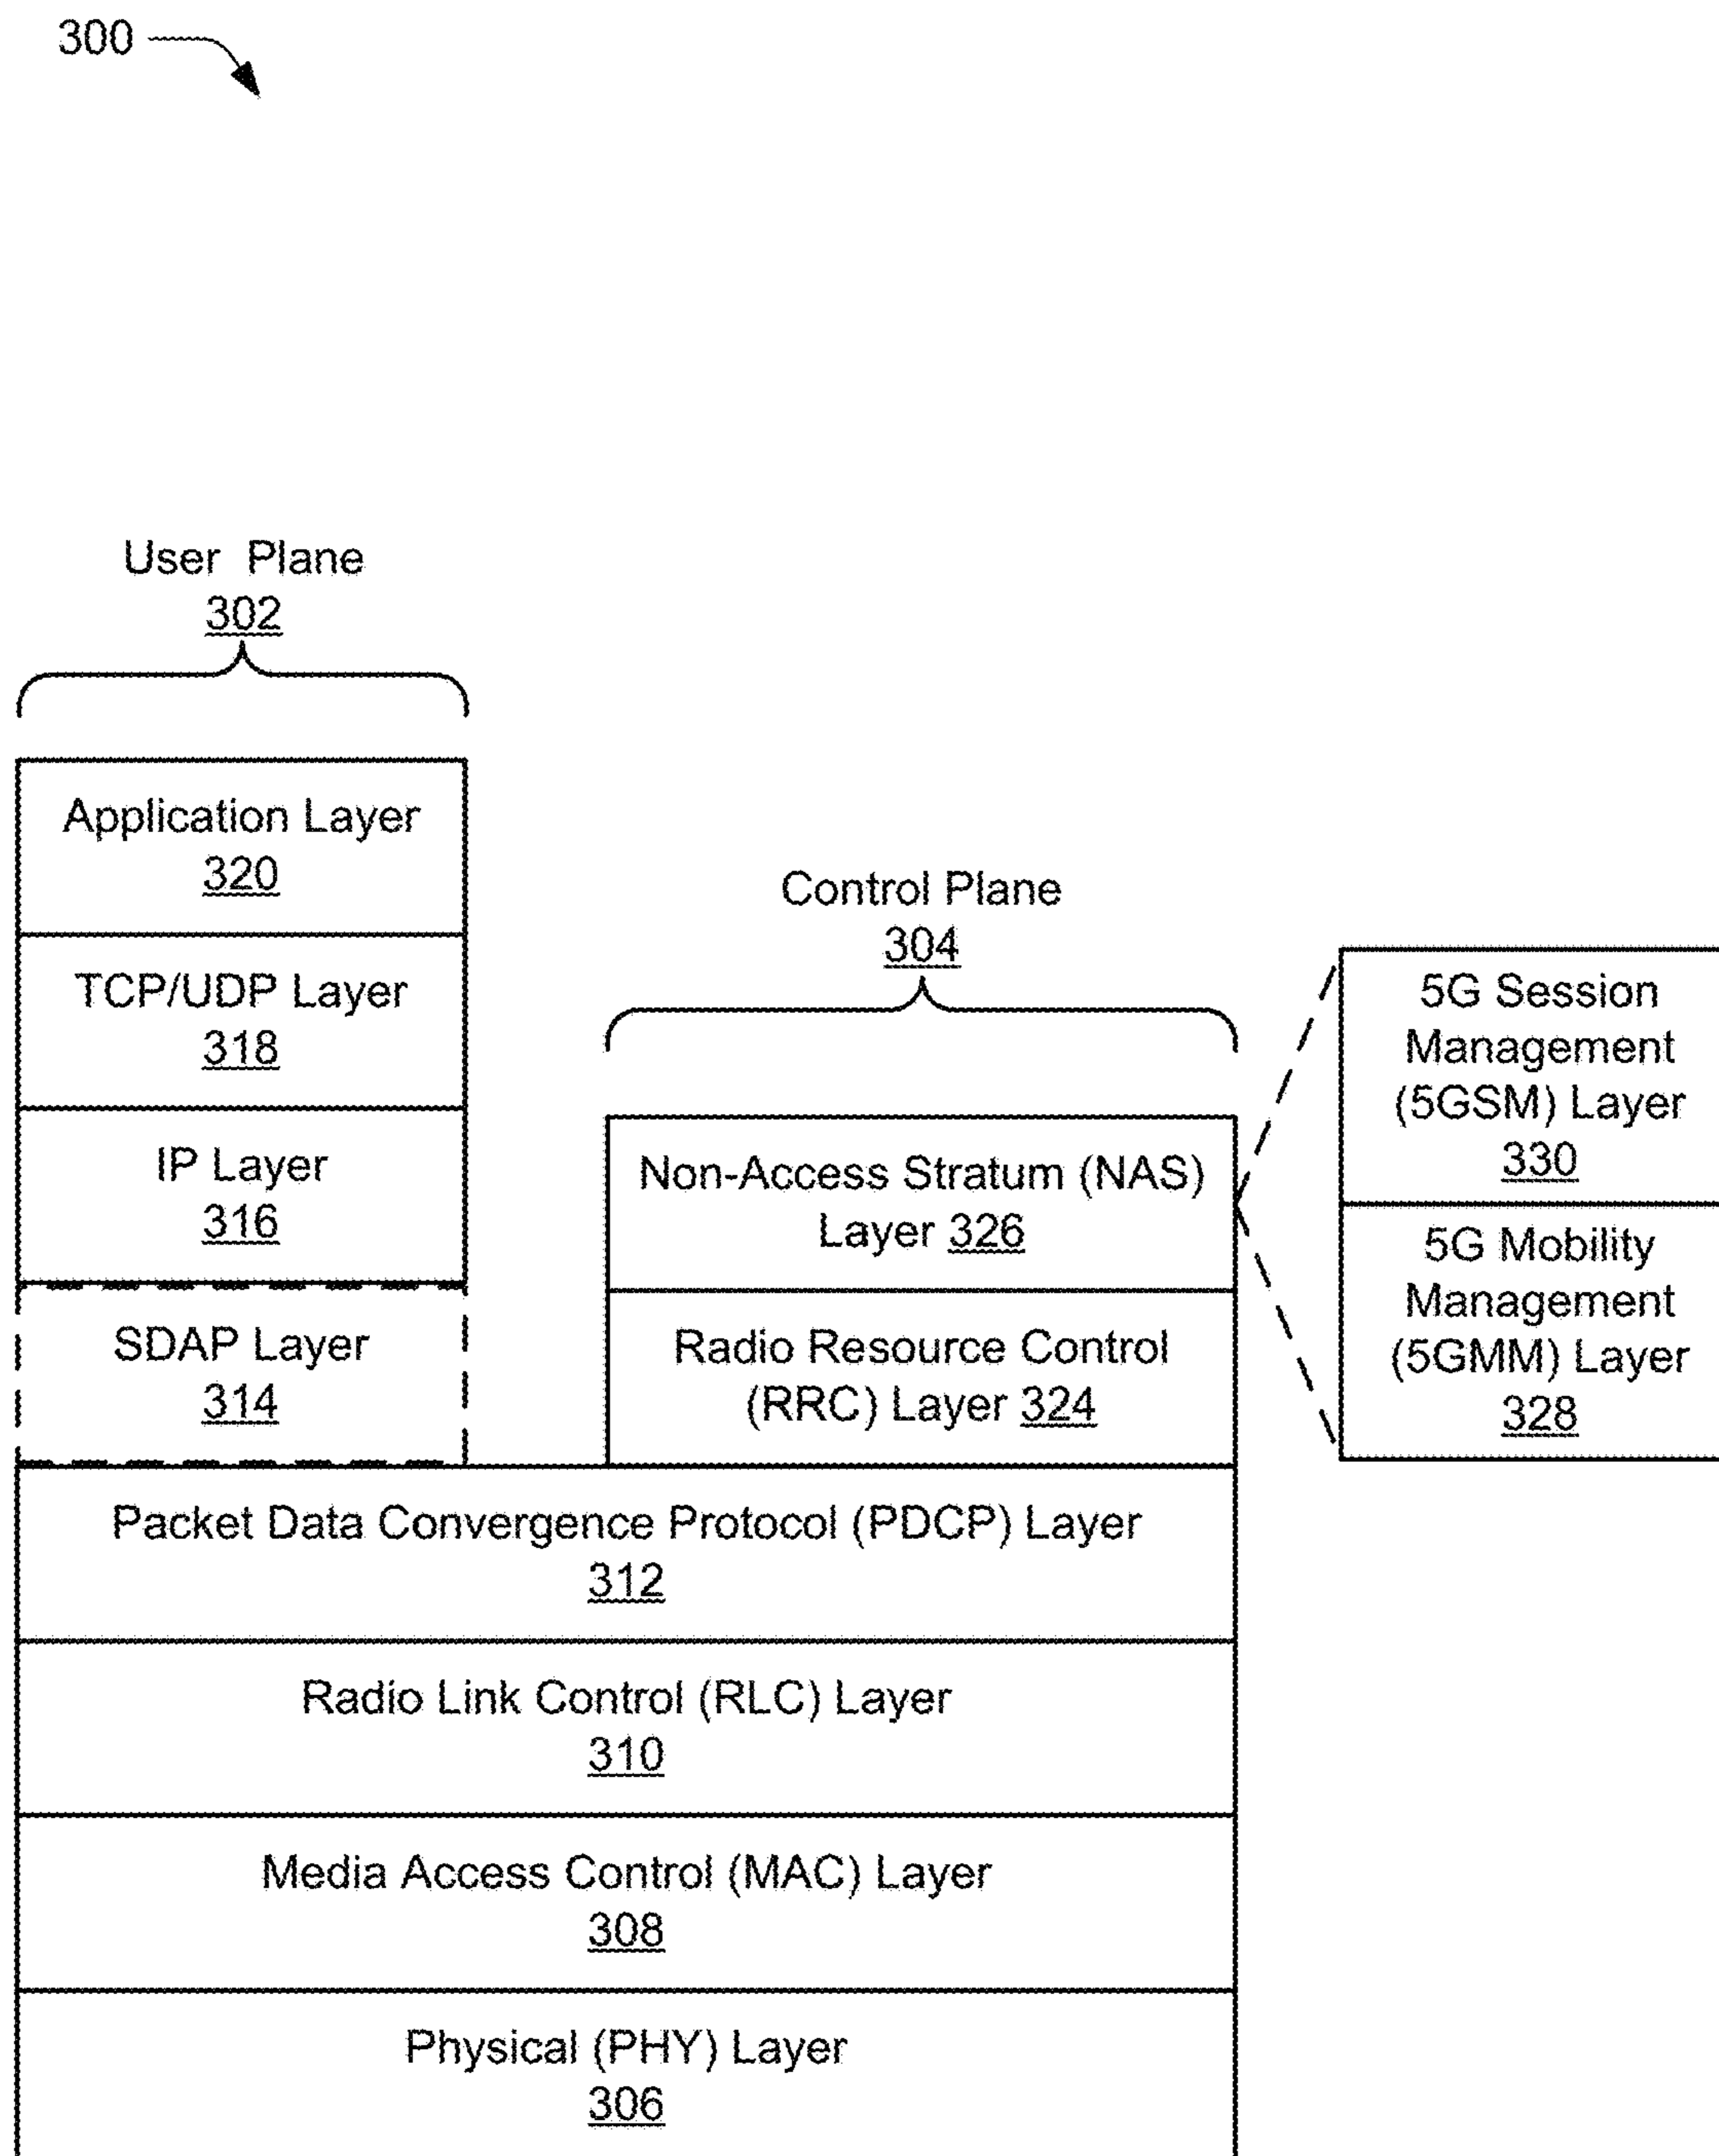 300
User Plane
302
Application Layer
320
TCP/UDP Layer
318
IP Layer
316
SDAP Layer
314
Control Plane
304
Non-Access Stratum (NAS)
Layer 326
Radio Resource Control
(RRC) Layer 324
5G Session
Management
(5GSM) Layer
330
5G Mobility
Management
(5GMM) Layer
328
Packet Data Convergence Protocol (PDCP) Layer
312
Radio Link Control (RLC) Layer
310
Media Access Control (MAC) Layer
308
Physical (PHY) Layer
306